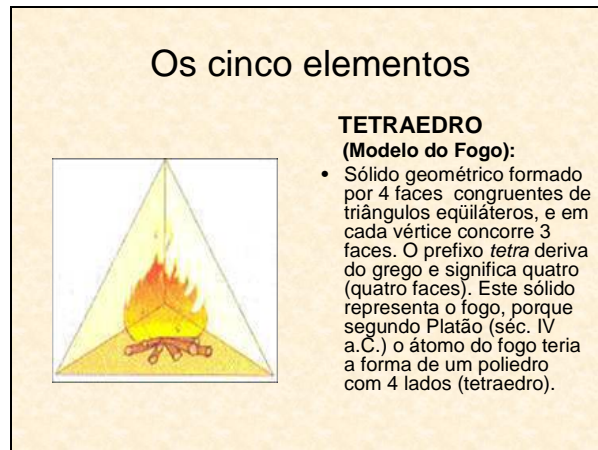 Os cinco elementos
TETRAEDRO
(Modelo do Fogo):
• Sólido geométrico formado
por 4 faces congruentes de
triângulos eqüiláteros, e em
cada vértice concorre 3
faces. O prefixo tetra deriva
do grego e significa quatro
(quatro faces). Este sólido
representa o fogo, porque
segundo Platão (séc. IV
a.C.) o átomo do fogo teria
a forma de um poliedro
com 4 lados (tetraedro).